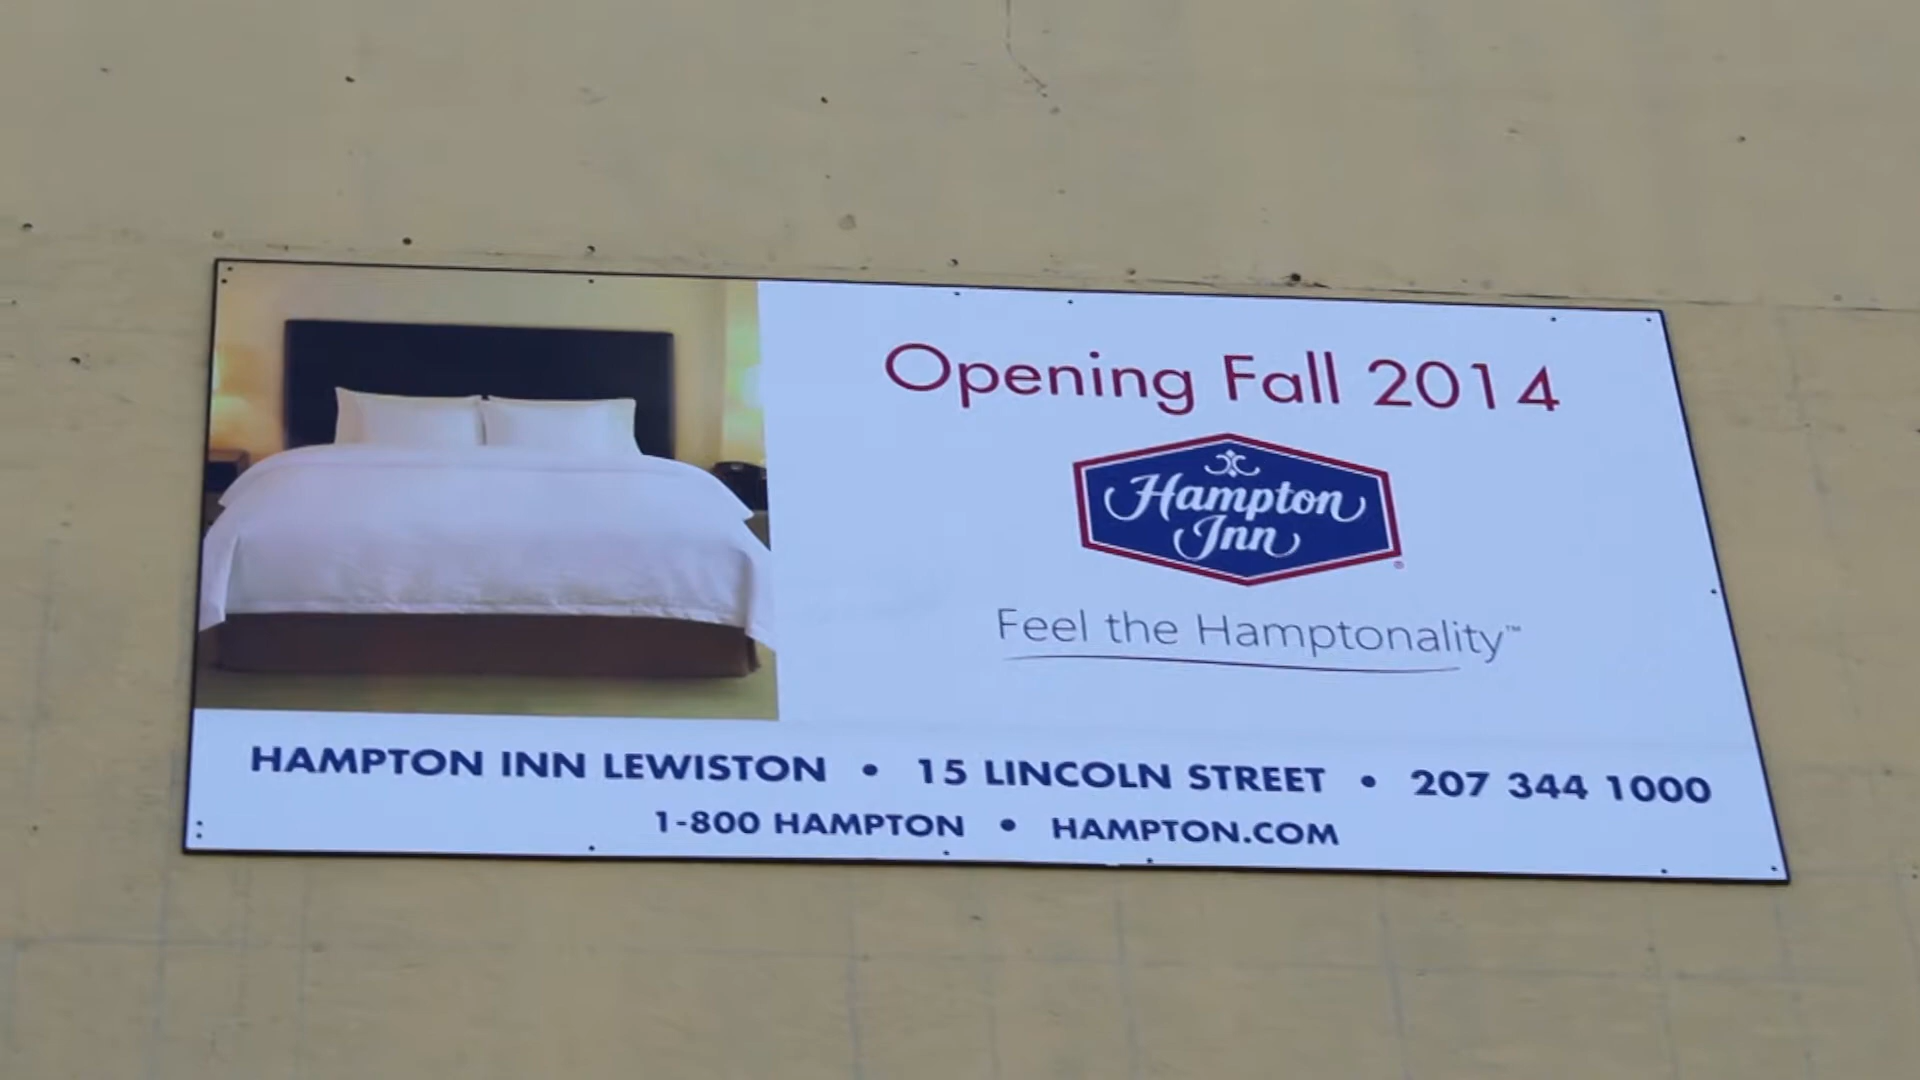 Opening Fall 2014
Hampton
Inn
®
Feel the Hamptonality™
HAMPTON INN LEWISTON • 15 LINCOLN STREET • 207 344 1000
1-800 HAMPTON • HAMPTON.COM